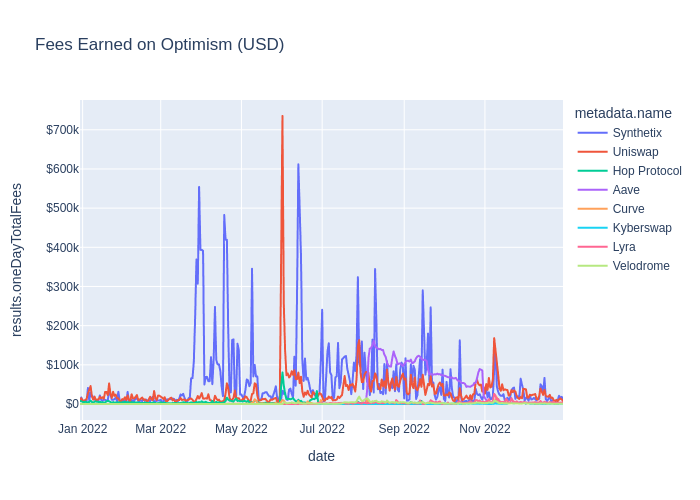 Fees Earned on Optimism (USD)
results.oneDayTotalFees
$700k
$600k
$500k
$400k
$300k
$200k
$100k
$0
Jan 2022
Mar 2022
May 2022
Jul 2022
Sep 2022
Nov 2022
date
metadata.name
Synthetix
Uniswap
Hop Protocol
Aave
Curve
Kyberswap
Lyra
Velodrome